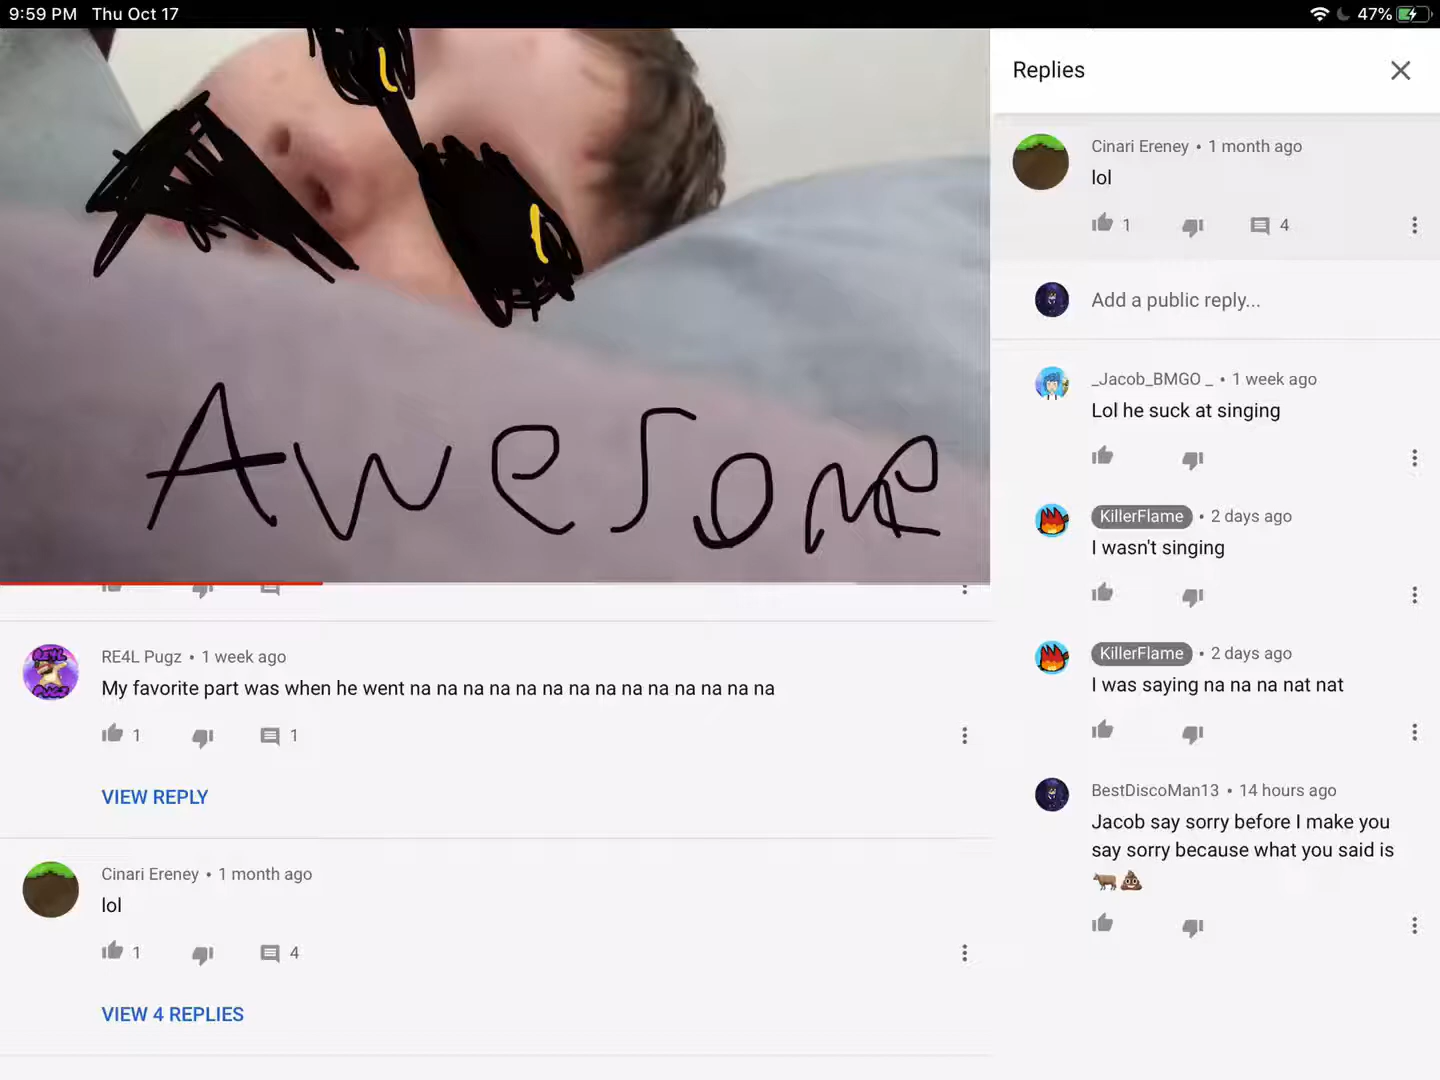 9:59 PM Thu Oct 17
47%
Awesome
RE4L Pugz • 1 week ago
My favorite part was when he went na na na na na na na na na na na na na na
1
1
VIEW REPLY
Cinari Ereney • 1 month ago
lol
1
4
VIEW 4 REPLIES
Replies
Cinari Ereney • 1 month ago
lol
1
4
Add a public reply...
_Jacob_BMGO _ • 1 week ago
Lol he suck at singing
KillerFlame • 2 days ago
I wasn't singing
KillerFlame • 2 days ago
I was saying na na na nat nat
BestDiscoMan13 • 14 hours ago
Jacob say sorry before I make you
say sorry because what you said is
🐂💩